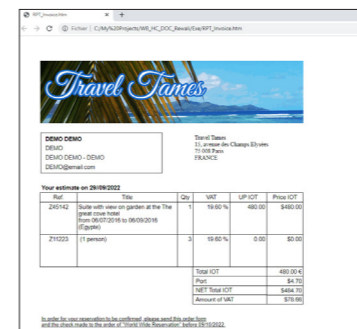 RPT_Invoice.htm
Fichier | C:/My%20Projects/WB_HC_DOC_Rewail/Exe/RPT_Invoice.htm
Travel Tames
DEMO DEMO
DEMO
DEMO DEMO - DEMO
DEMO@email.com
Travel Tames
15, avenue des Champs Elysées
75 008 Paris
FRANCE
Your estimate on 29/09/2022
Ref. Title Qty VAT UP IOT Price IOT
Z45142 Suite with view on garden at the The great cove hotel 1 19.60 % 480.00 $480.00
from 06/07/2016 to 06/09/2016
(Egyptie)
Z11223 (1 person) 3 19.60 % 0.00 $0.00
Total IOT 480.00 €
Port $4.70
NET Total IOT $484.70
Amount of VAT $78.66
In order for your reservation to be confirmed, please send this order form
and the check made to the order of "World Wide Reservation" before 09/10/2022.